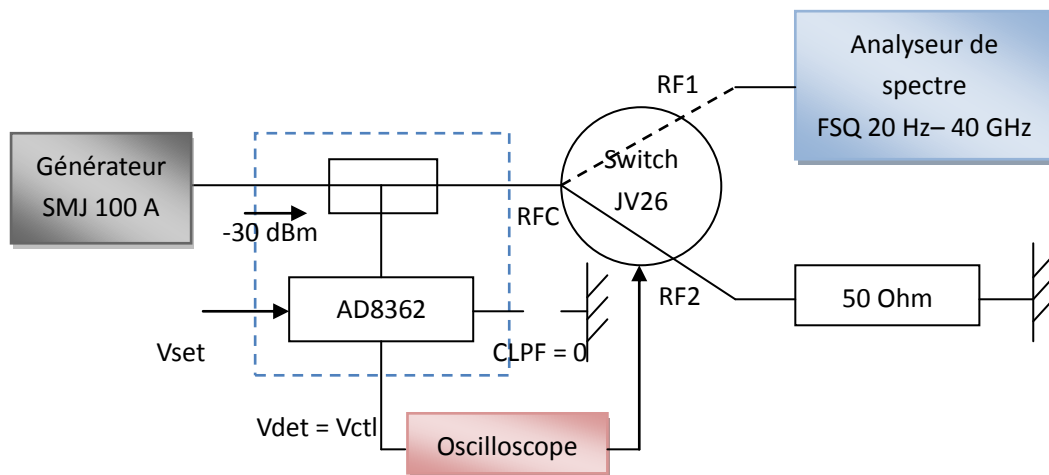 Analyseur de
spectre
FSQ 20 Hz– 40 GHz
RF1
Générateur
SMJ 100 A
Switch
JV26
RFC
-30 dBm
RF2
50 Ohm
AD8362
Vset
CLPF = 0
Vdet = Vctl
Oscilloscope